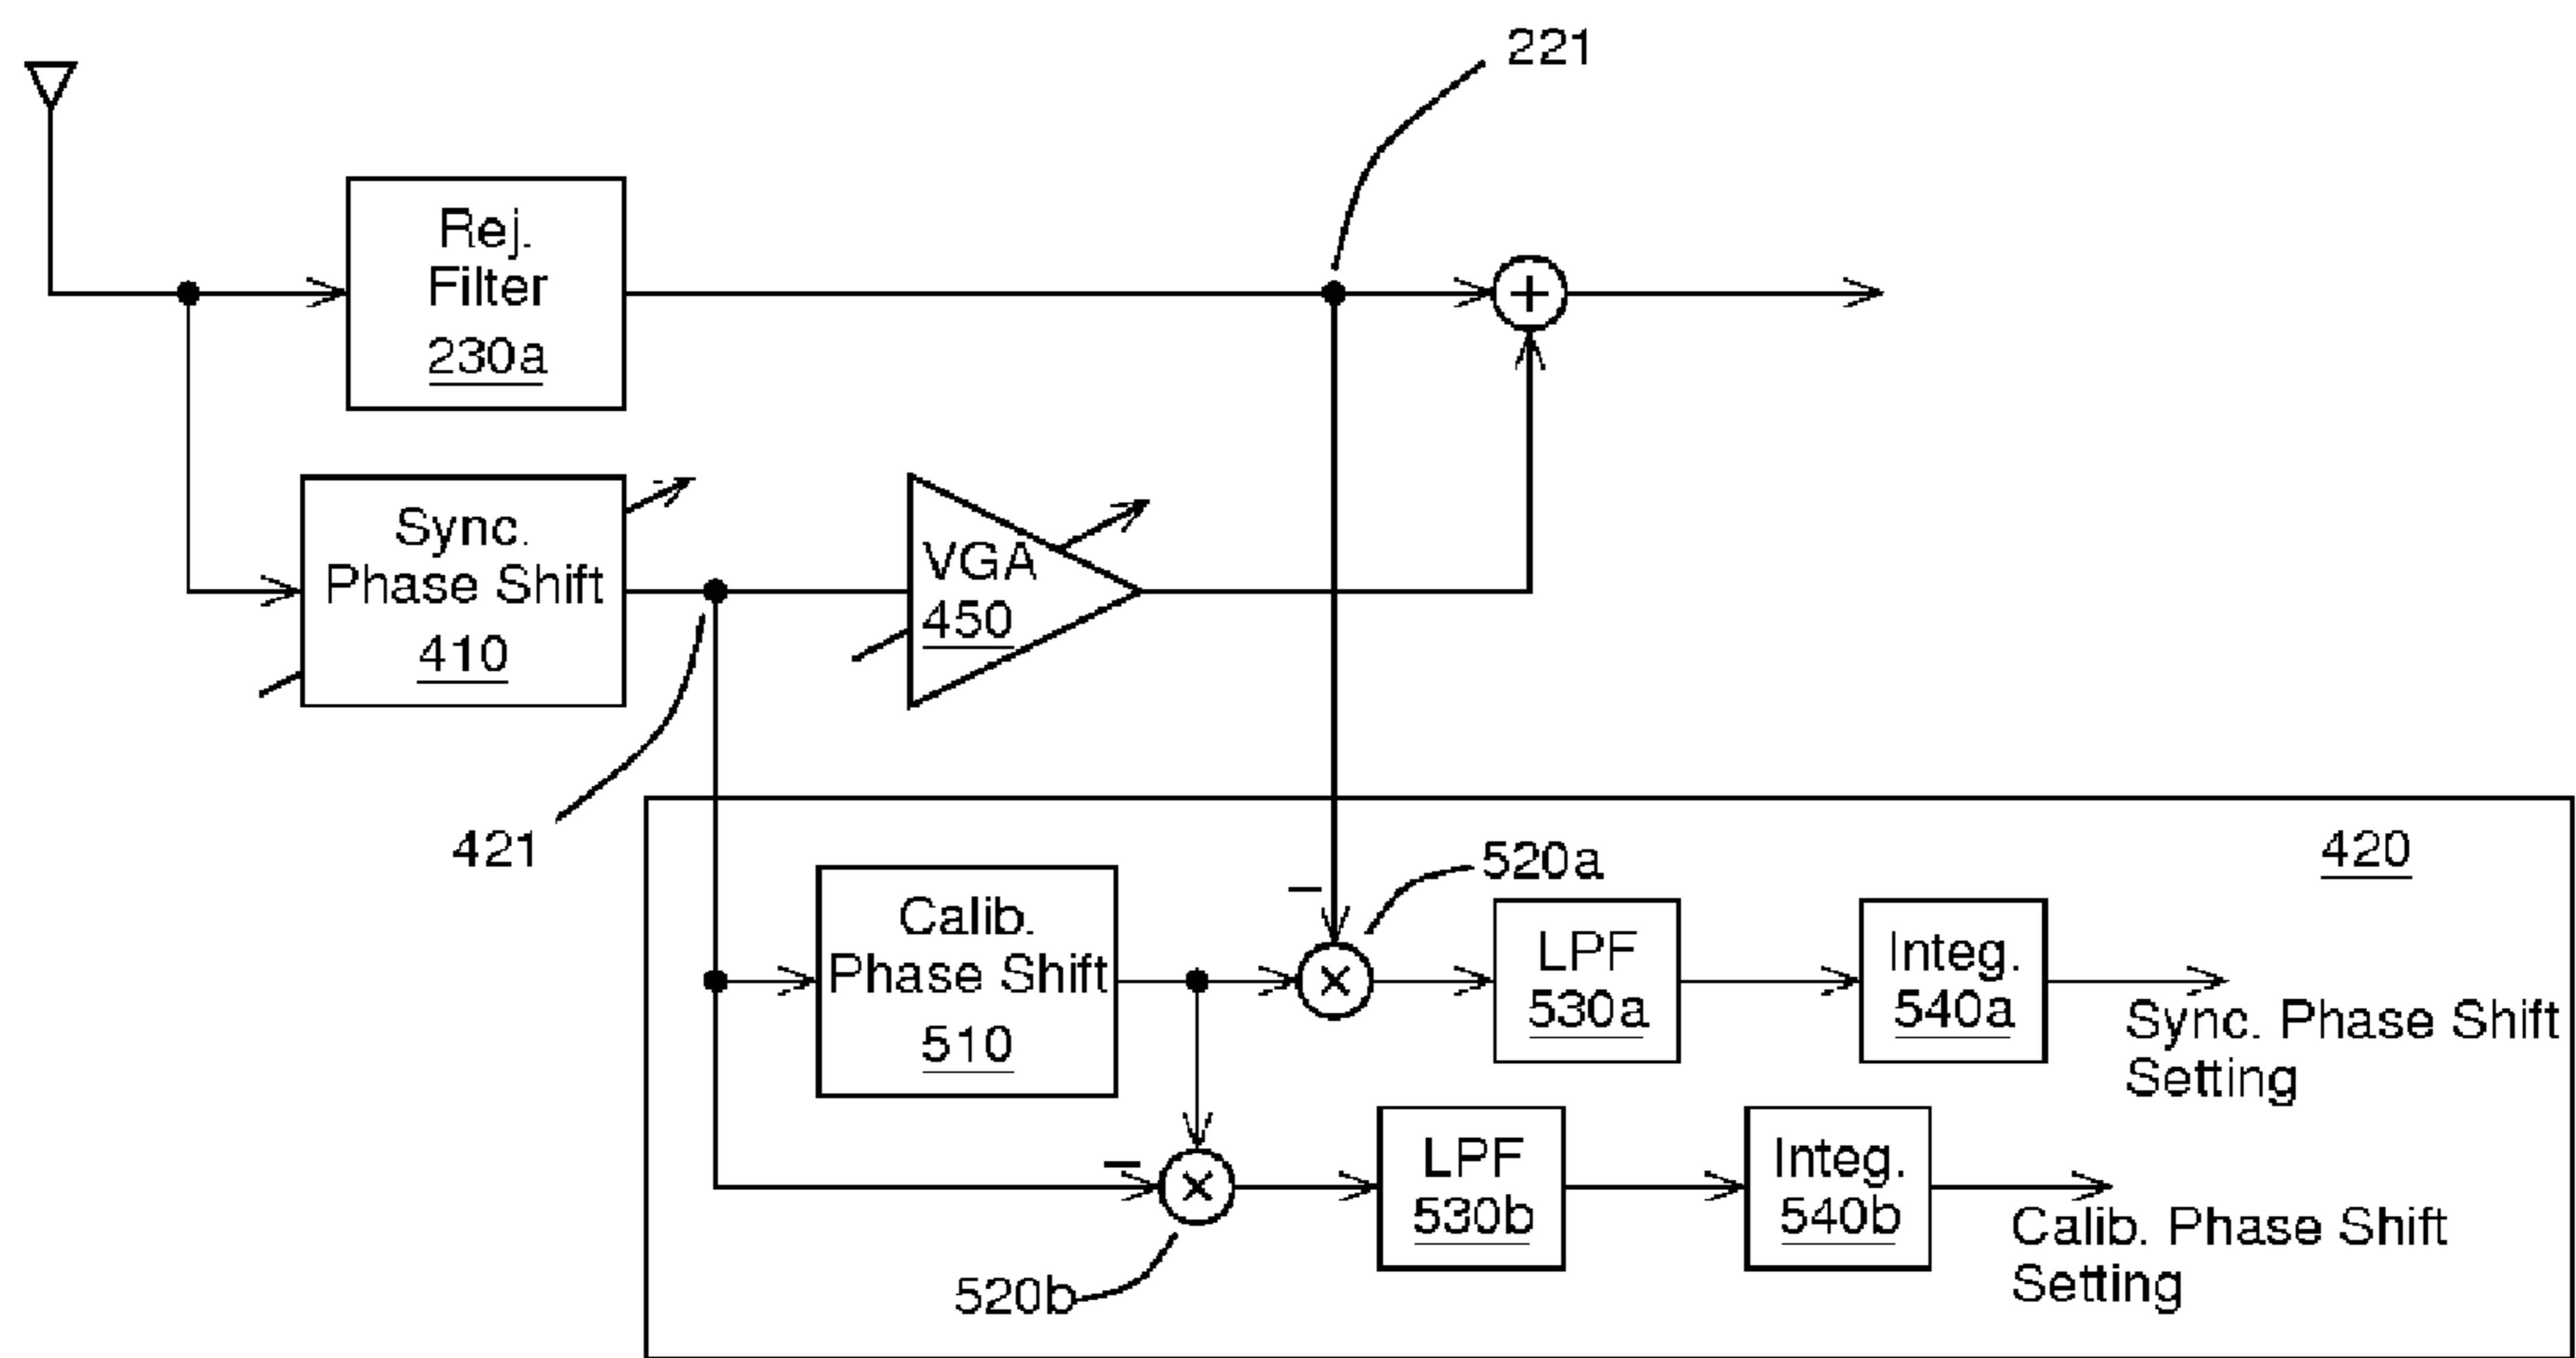 221
Rej.
Filter
230a
Sync.
Phase Shift
410
VGA
450
421
420
520a
Calib.
Phase Shift
510
LPF
530a
Integ.
540a
Sync. Phase Shift
Setting
LPF
530b
Integ.
540b
Calib. Phase Shift
Setting
520b